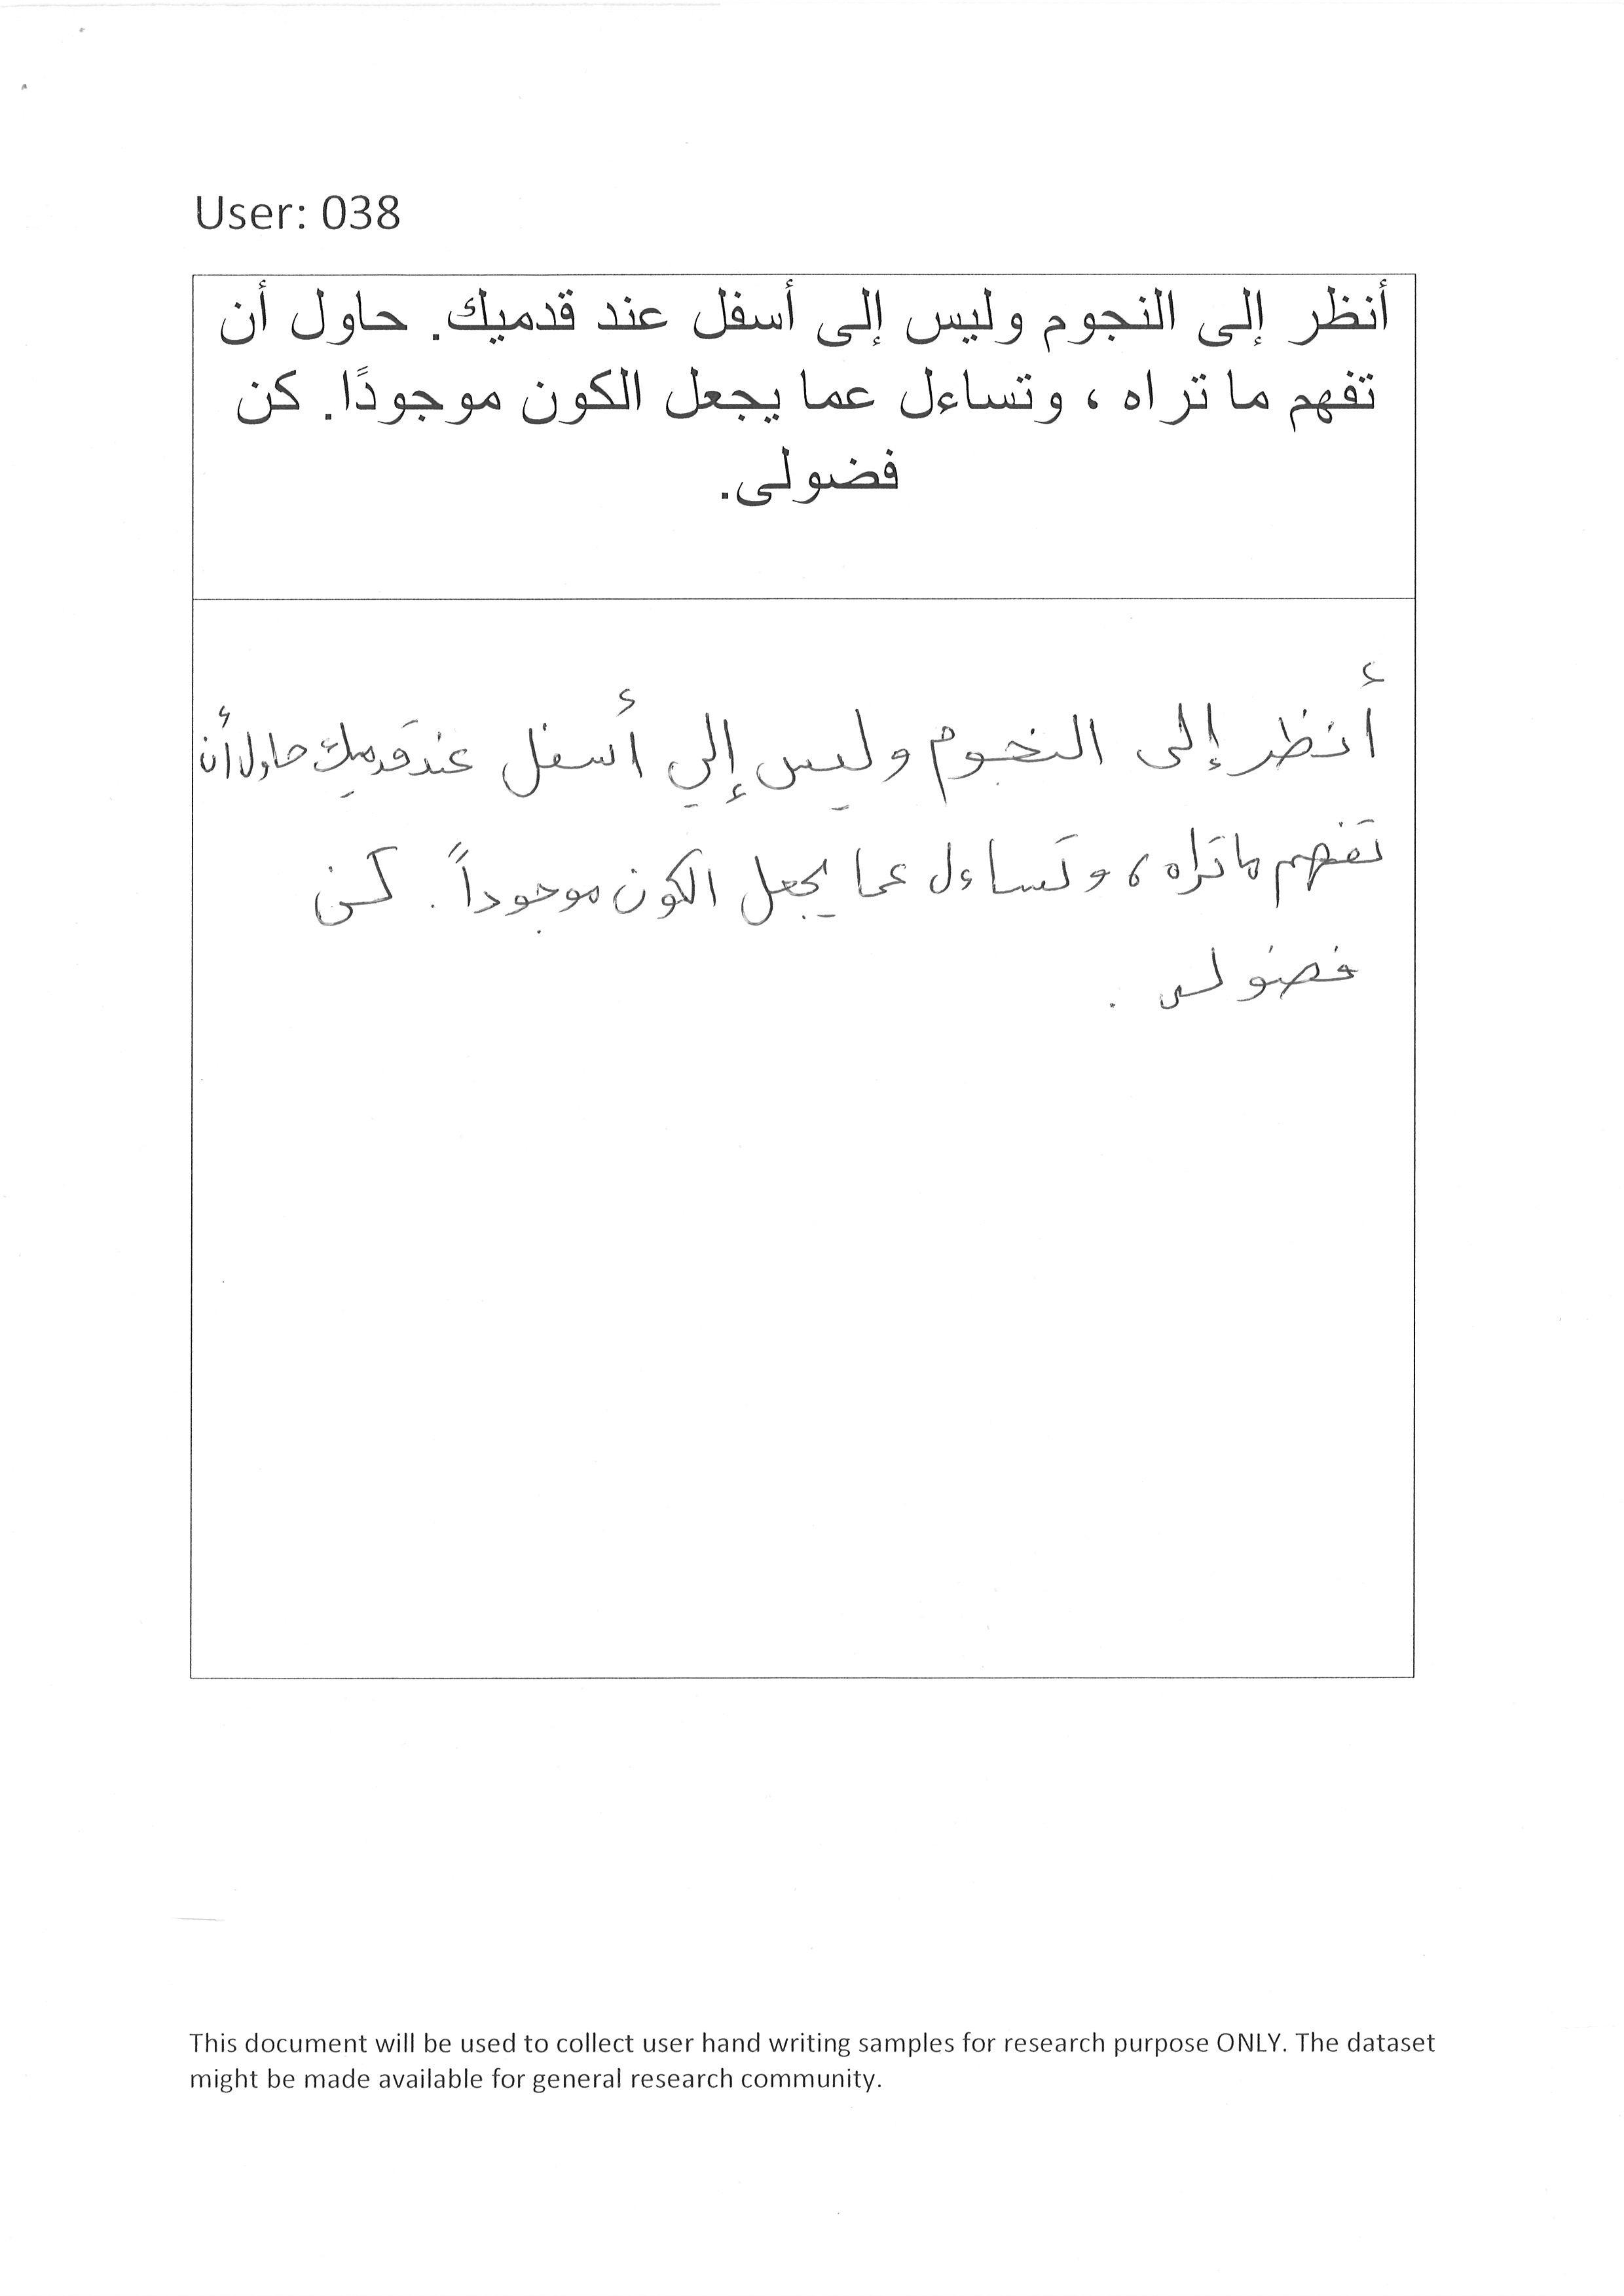 User: 038
أنظر إلى النجوم وليس إلى أسفل عند قدميك. حاول أن
تفهم ما تراه ، وتساءل عما يجعل الكون موجودًا. كن
فضولى.
أنظر إلى النجوم وليس إلي أسفل عند قدميك حاول أن
تفهم ما تراه ، وتساءل عما يجعل الكون موجوداً . كن
فضولى .
This document will be used to collect user hand writing samples for research purpose ONLY. The dataset
might be made available for general research community.